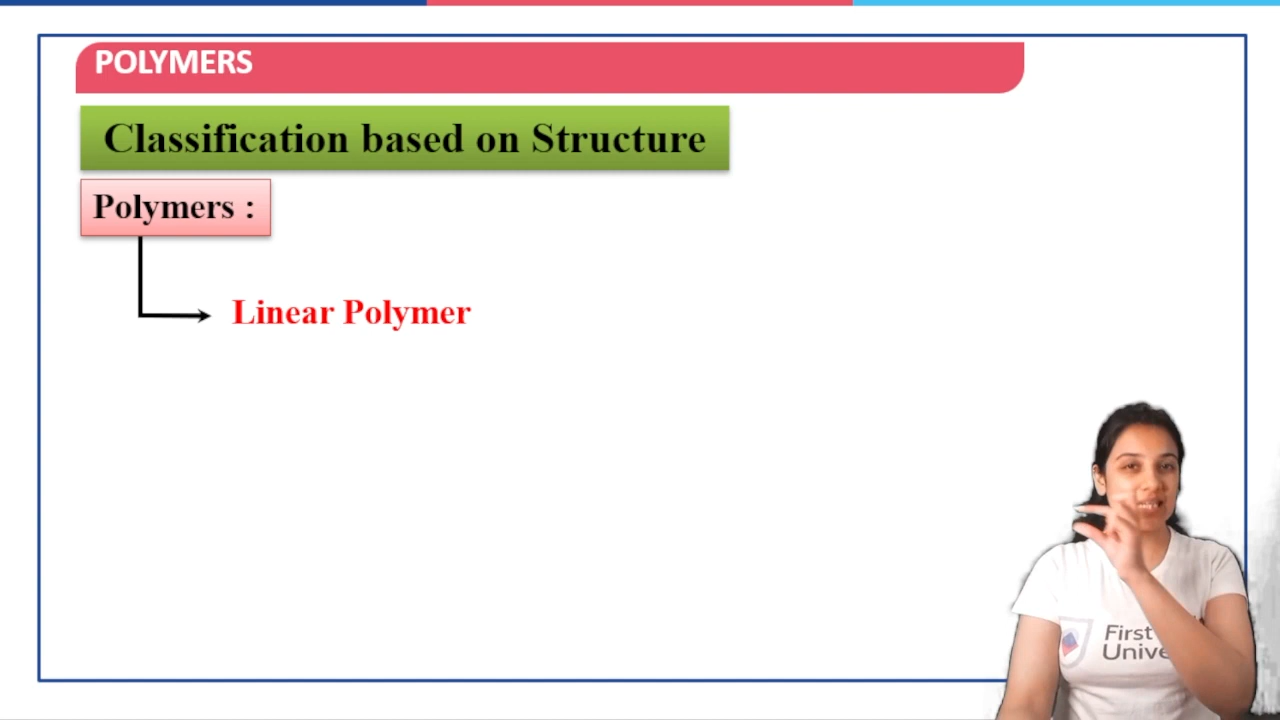 POLYMERS
Classification based on Structure
Polymers :
Linear Polymer
First
Unive